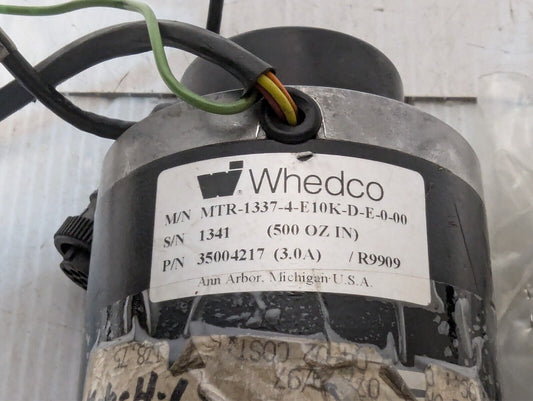 Whedco
M/N MTR-1337-4-E10K-D-E-0-00
S/N 1341 (500 OZ IN)
P/N 35004217 (3.0A) / R9909
Ann Arbor, Michigan U.S.A.